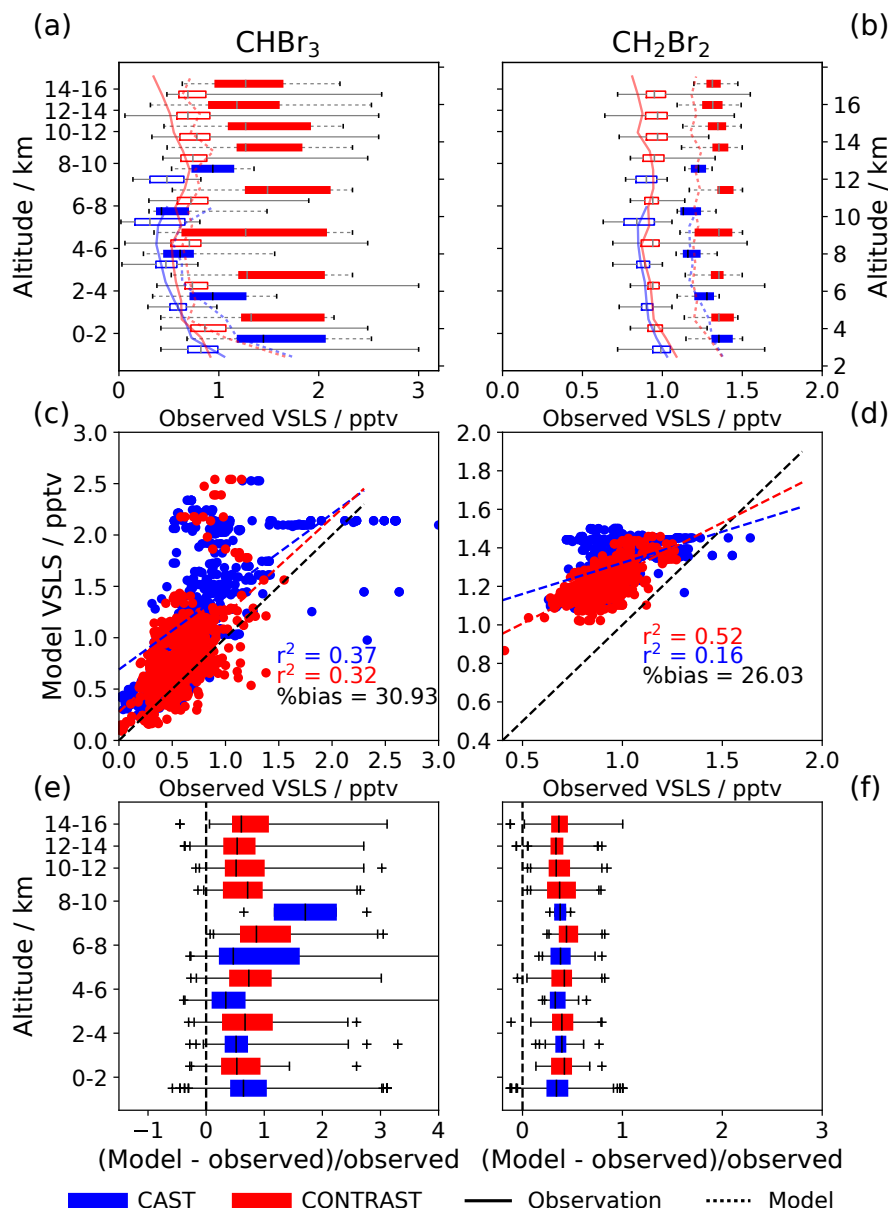 (a) CHBr₃ CH₂Br₂ (b)
Altitude / km
14-16
12-14
10-12
8-10
6-8
4-6
2-4
0-2
0 1 2 3
Observed VSLS / pptv
16
14
12
10
8
6
4
2
Altitude / km
0.0 0.5 1.0 1.5 2.0
Observed VSLS / pptv
(c) (d)
Model VSLS / pptv
3.0
2.5
2.0
1.5
1.0
0.5
0.0
r² = 0.37
r² = 0.32
%bias = 30.93
0.0 0.5 1.0 1.5 2.0 2.5 3.0
Observed VSLS / pptv
2.0
1.8
1.6
1.4
1.2
1.0
0.8
0.6
0.4
r² = 0.52
r² = 0.16
%bias = 26.03
0.5 1.0 1.5 2.0
Observed VSLS / pptv
(e) (f)
Altitude / km
14-16
12-14
10-12
8-10
6-8
4-6
2-4
0-2
−1 0 1 2 3 4
(Model - observed)/observed
0 1 2 3
(Model - observed)/observed
CAST CONTRAST Observation Model